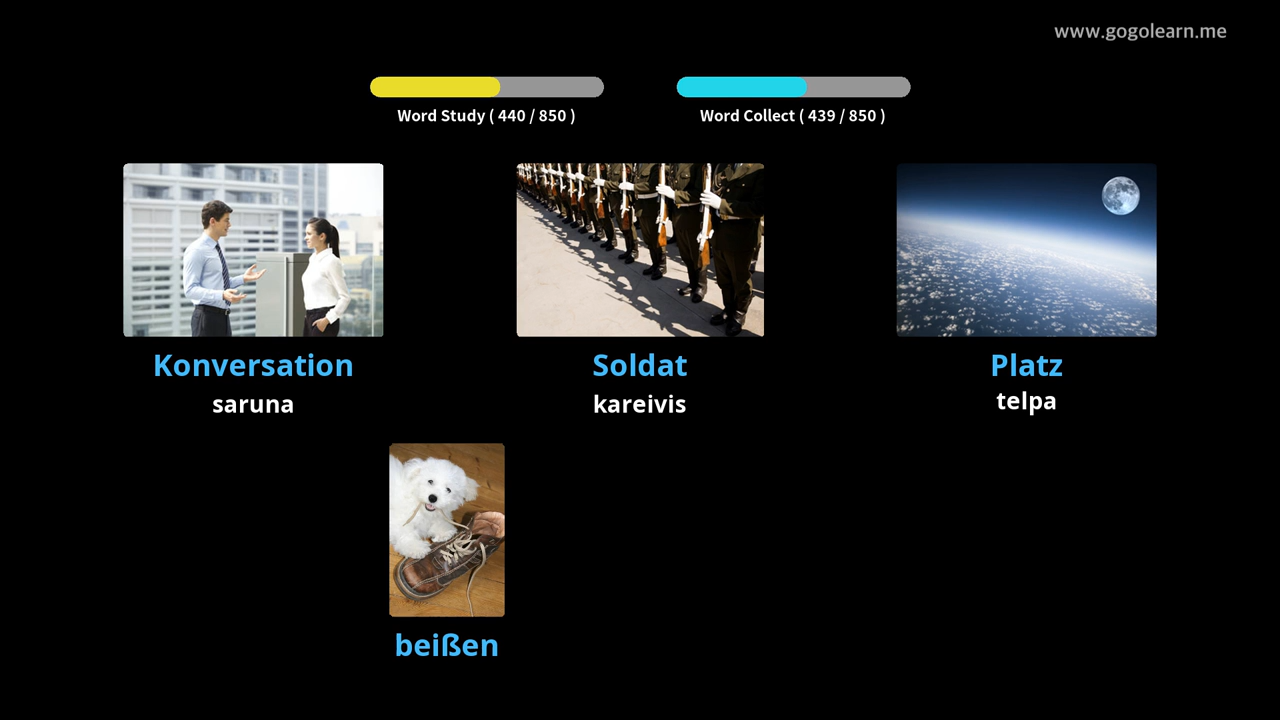 www.gogolearn.me
Word Study ( 440 / 850 )
Word Collect ( 439 / 850 )
Konversation
saruna
Soldat
kareivis
Platz
telpa
beißen